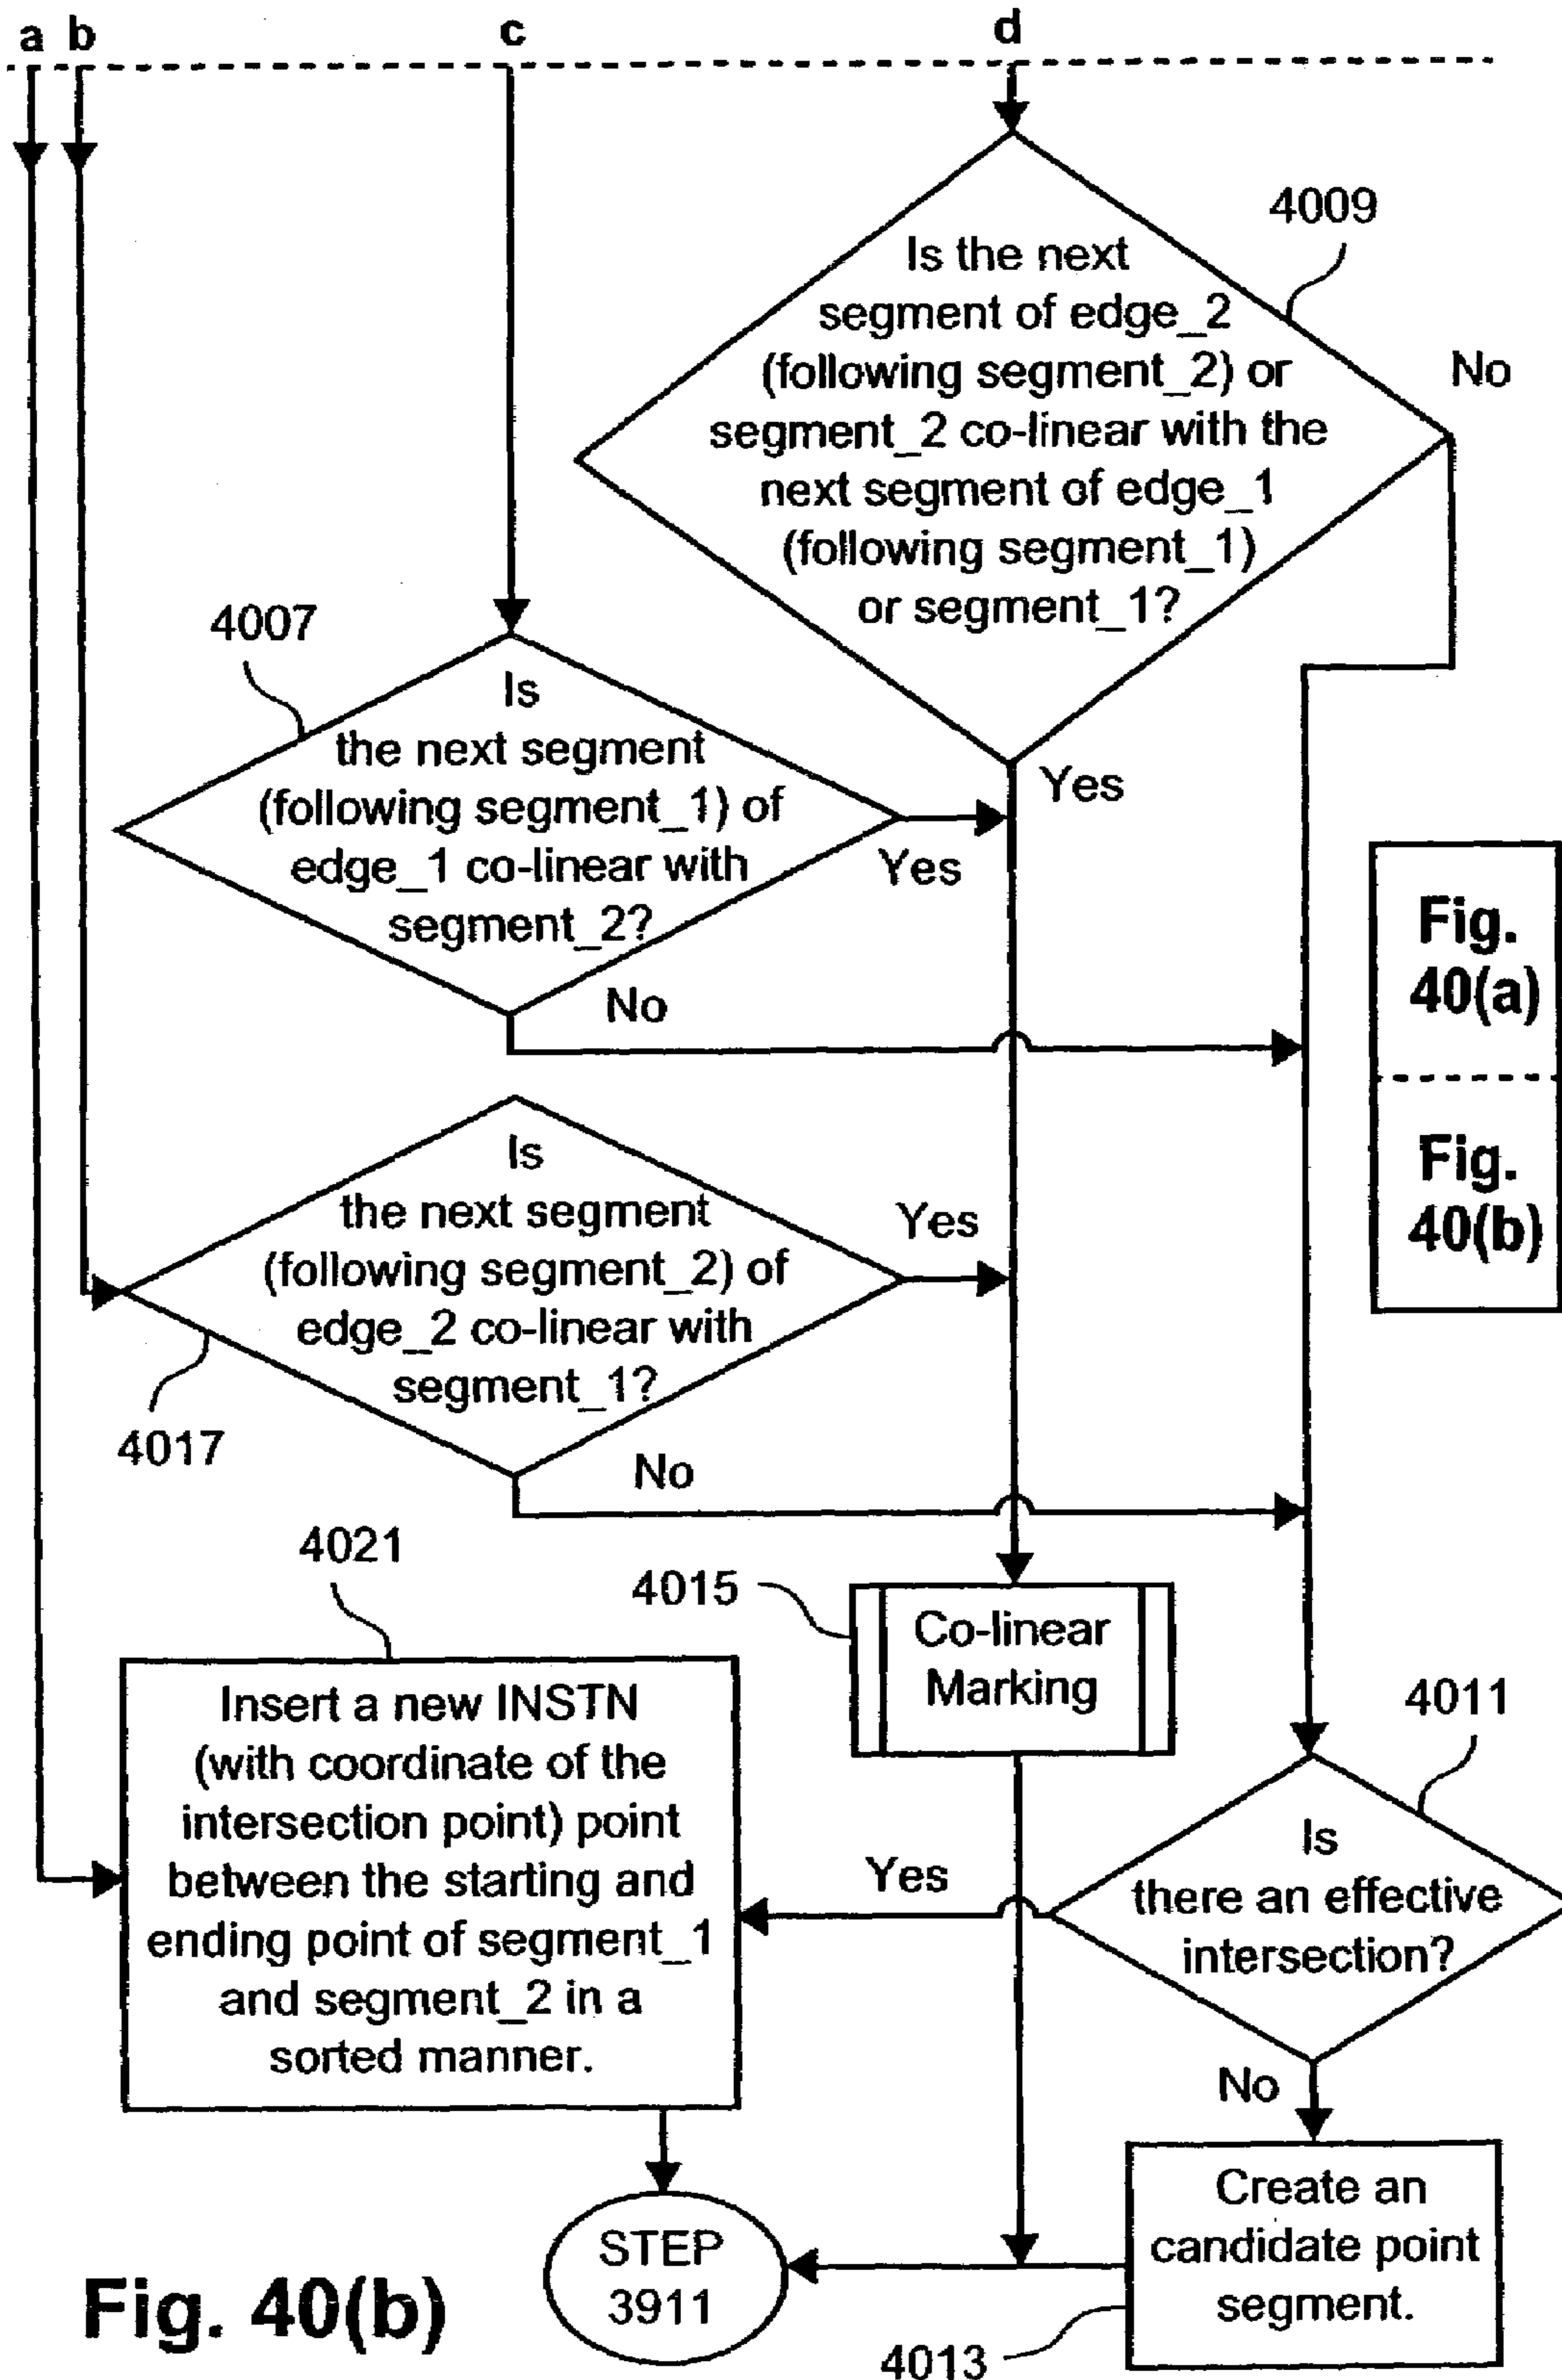 a b c d
4009
Is the next
segment of edge_2
(following segment_2) or
segment_2 co-linear with the
next segment of edge_1
(following segment_1)
or segment_1?
No
Yes
4007
Is
the next segment
(following segment_1) of
edge_1 co-linear with
segment_2?
Yes
No
Fig.
40(a)
Fig.
40(b)
Is
the next segment
(following segment_2) of
edge_2 co-linear with
segment_1?
Yes
4017
No
4021
4015
Co-linear
Marking
Insert a new INSTN
(with coordinate of the
intersection point) point
between the starting and
ending point of segment_1
and segment_2 in a
sorted manner.
4011
Is
there an effective
intersection?
Yes
No
Create an
candidate point
segment.
4013
STEP
3911
Fig. 40(b)